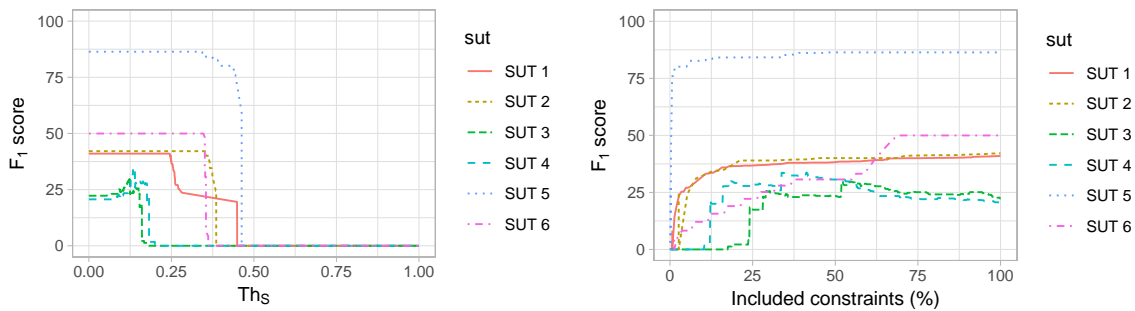 100
75
50
25
0
F1 score
0.00 0.25 0.50 0.75 1.00
ThS
sut
SUT 1
SUT 2
SUT 3
SUT 4
SUT 5
SUT 6
100
75
50
25
0
F1 score
0 25 50 75 100
Included constraints (%)
sut
SUT 1
SUT 2
SUT 3
SUT 4
SUT 5
SUT 6